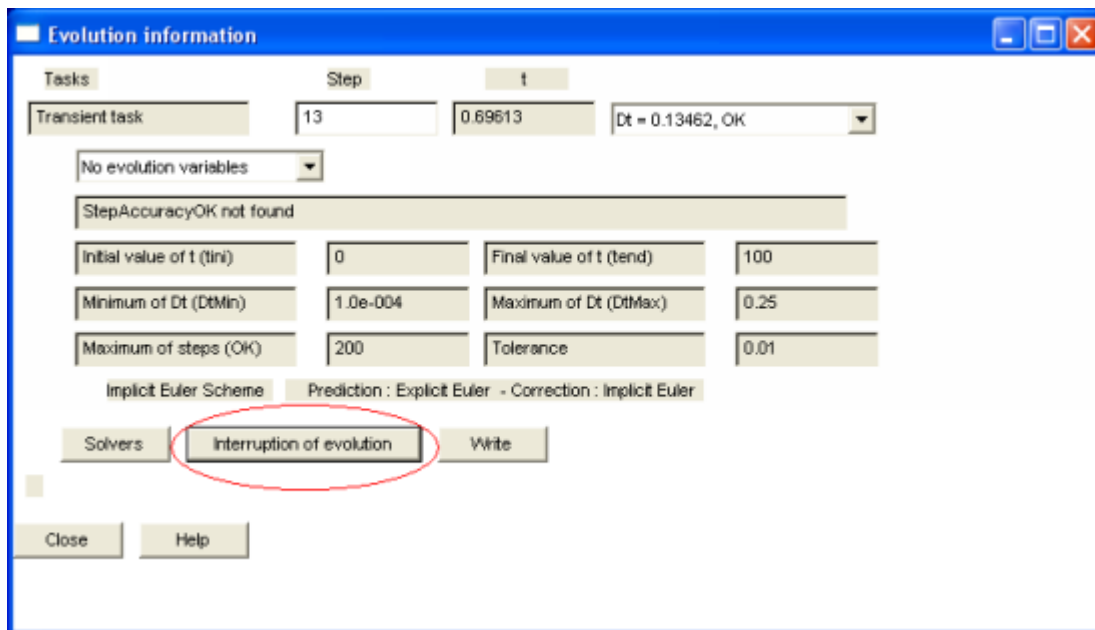 Evolution information
Tasks Step t
Transient task 13 0.69613 Dt = 0.13462, OK
No evolution variables
StepAccuracyOK not found
Initial value of t (tini) 0 Final value of t (tend) 100
Minimum of Dt (DtMin) 1.0e-004 Maximum of Dt (DtMax) 0.25
Maximum of steps (OK) 200 Tolerance 0.01
Implicit Euler Scheme Prediction : Explicit Euler - Correction : Implicit Euler
Solvers Interruption of evolution Write
Close Help